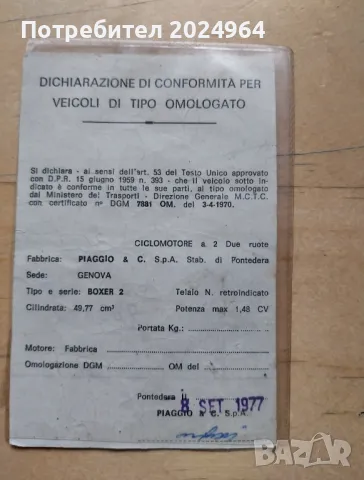 Потребител 2024964
DICHIARAZIONE DI CONFORMITÀ PER
VEICOLI DI TIPO OMOLOGATO
Si dichiara - ai sensi dell'art. 53 del Testo Unico approvato
con D.P.R. 15 giugno 1959 n. 393 - che il veicolo sotto in-
dicato è conforme in tutte le sue parti, al tipo omologato
dal Ministero dei Trasporti - Direzione Generale M.C.T.C.
con certificato n° DGM 7881 OM. del 3-4-1970.
CICLOMOTORE a 2 Due ruote
Fabbrica: PIAGGIO & C. S.p.A. Stab. di Pontedera
Sede: GENOVA
Tipo e serie: BOXER 2 Telaio N. retroindicato
Cilindrata: 49,77 cm³ Potenza max 1,48 CV
Portata Kg.:
Motore: Fabbrica
Omologazione DGM OM del
Pontedera li
8 SET 1977
PIAGGIO & C. S.p.A.
BAZAR
bg